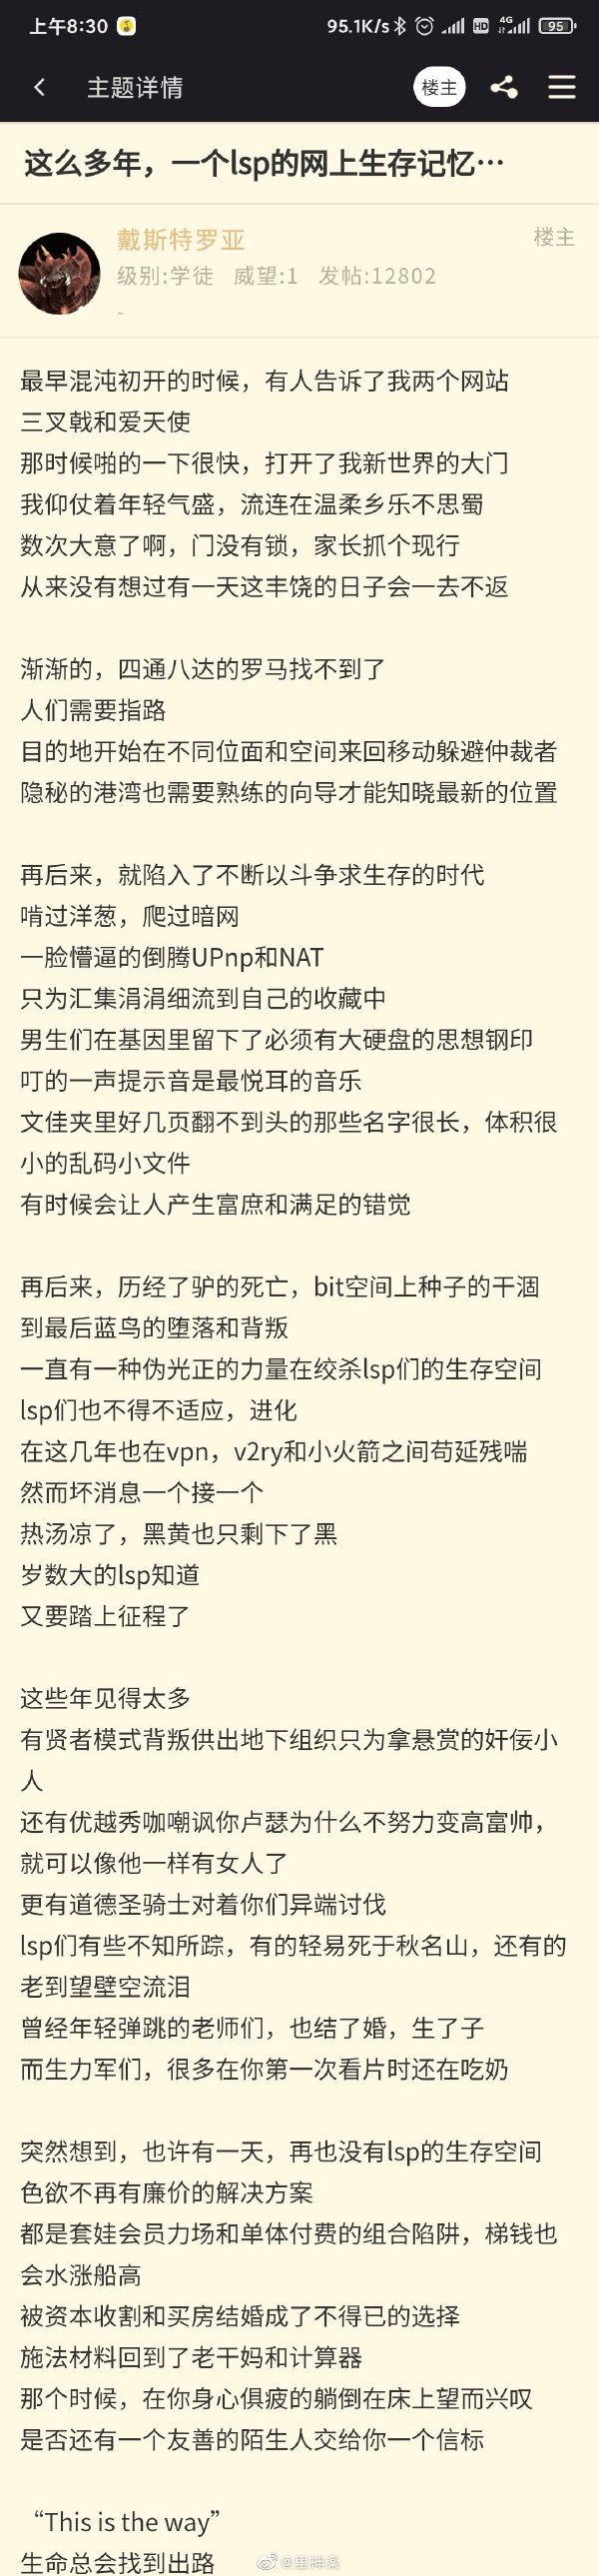 上午8:30
95.1K/s
HD
4G
95
主题详情
楼主
这么多年，一个lsp的网上生存记忆…
戴斯特罗亚
楼主
级别:学徒 威望:1 发帖:12802
-
最早混沌初开的时候，有人告诉了我两个网站
三叉戟和爱天使
那时候啪的一下很快，打开了我新世界的大门
我仰仗着年轻气盛，流连在温柔乡乐不思蜀
数次大意了啊，门没有锁，家长抓个现行
从来没有想过有一天这丰饶的日子会一去不返
渐渐的，四通八达的罗马找不到了
人们需要指路
目的地开始在不同位面和空间来回移动躲避仲裁者
隐秘的港湾也需要熟练的向导才能知晓最新的位置
再后来，就陷入了不断以斗争求生存的时代
啃过洋葱，爬过暗网
一脸懵逼的倒腾UPnp和NAT
只为汇集涓涓细流到自己的收藏中
男生们在基因里留下了必须有大硬盘的思想钢印
叮的一声提示音是最悦耳的音乐
文佳夹里好几页翻不到头的那些名字很长，体积很
小的乱码小文件
有时候会让人产生富庶和满足的错觉
再后来，历经了驴的死亡，bit空间上种子的干涸
到最后蓝鸟的堕落和背叛
一直有一种伪光正的力量在绞杀lsp们的生存空间
lsp们也不得不适应，进化
在这几年也在vpn，v2ry和小火箭之间苟延残喘
然而坏消息一个接一个
热汤凉了，黑黄也只剩下了黑
岁数大的lsp知道
又要踏上征程了
这些年见得太多
有贤者模式背叛供出地下组织只为拿悬赏的奸佞小
人
还有优越秀咖嘲讽你卢瑟为什么不努力变高富帅，
就可以像他一样有女人了
更有道德圣骑士对着你们异端讨伐
lsp们有些不知所踪，有的轻易死于秋名山，还有的
老到望壁空流泪
曾经年轻弹跳的老师们，也结了婚，生了子
而生力军们，很多在你第一次看片时还在吃奶
突然想到，也许有一天，再也没有lsp的生存空间
色欲不再有廉价的解决方案
都是套娃会员力场和单体付费的组合陷阱，梯钱也
会水涨船高
被资本收割和买房结婚成了不得已的选择
施法材料回到了老干妈和计算器
那个时候，在你身心俱疲的躺倒在床上望而兴叹
是否还有一个友善的陌生人交给你一个信标
“This is the way”
生命总会找到出路